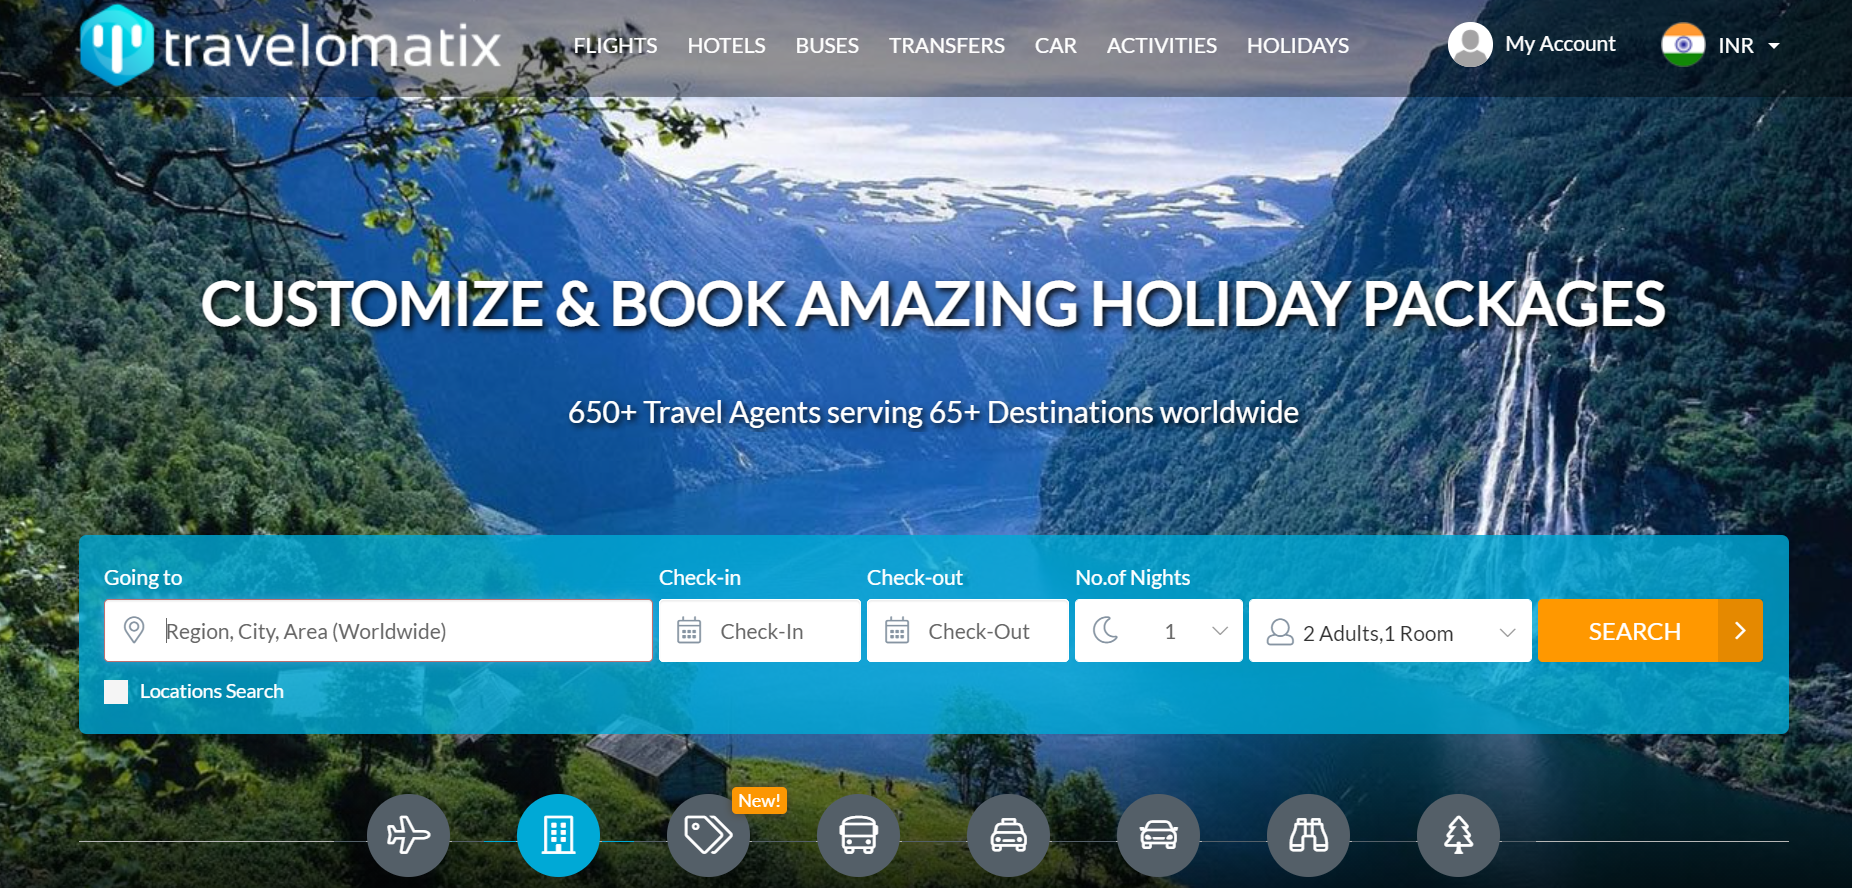 travelomatix
FLIGHTS HOTELS BUSES TRANSFERS CAR ACTIVITIES HOLIDAYS
My Account
INR
CUSTOMIZE & BOOK AMAZING HOLIDAY PACKAGES
650+ Travel Agents serving 65+ Destinations worldwide
Going to Check-in Check-out No.of Nights
Region, City, Area (Worldwide) Check-In Check-Out 1 2 Adults,1 Room SEARCH
Locations Search
New!